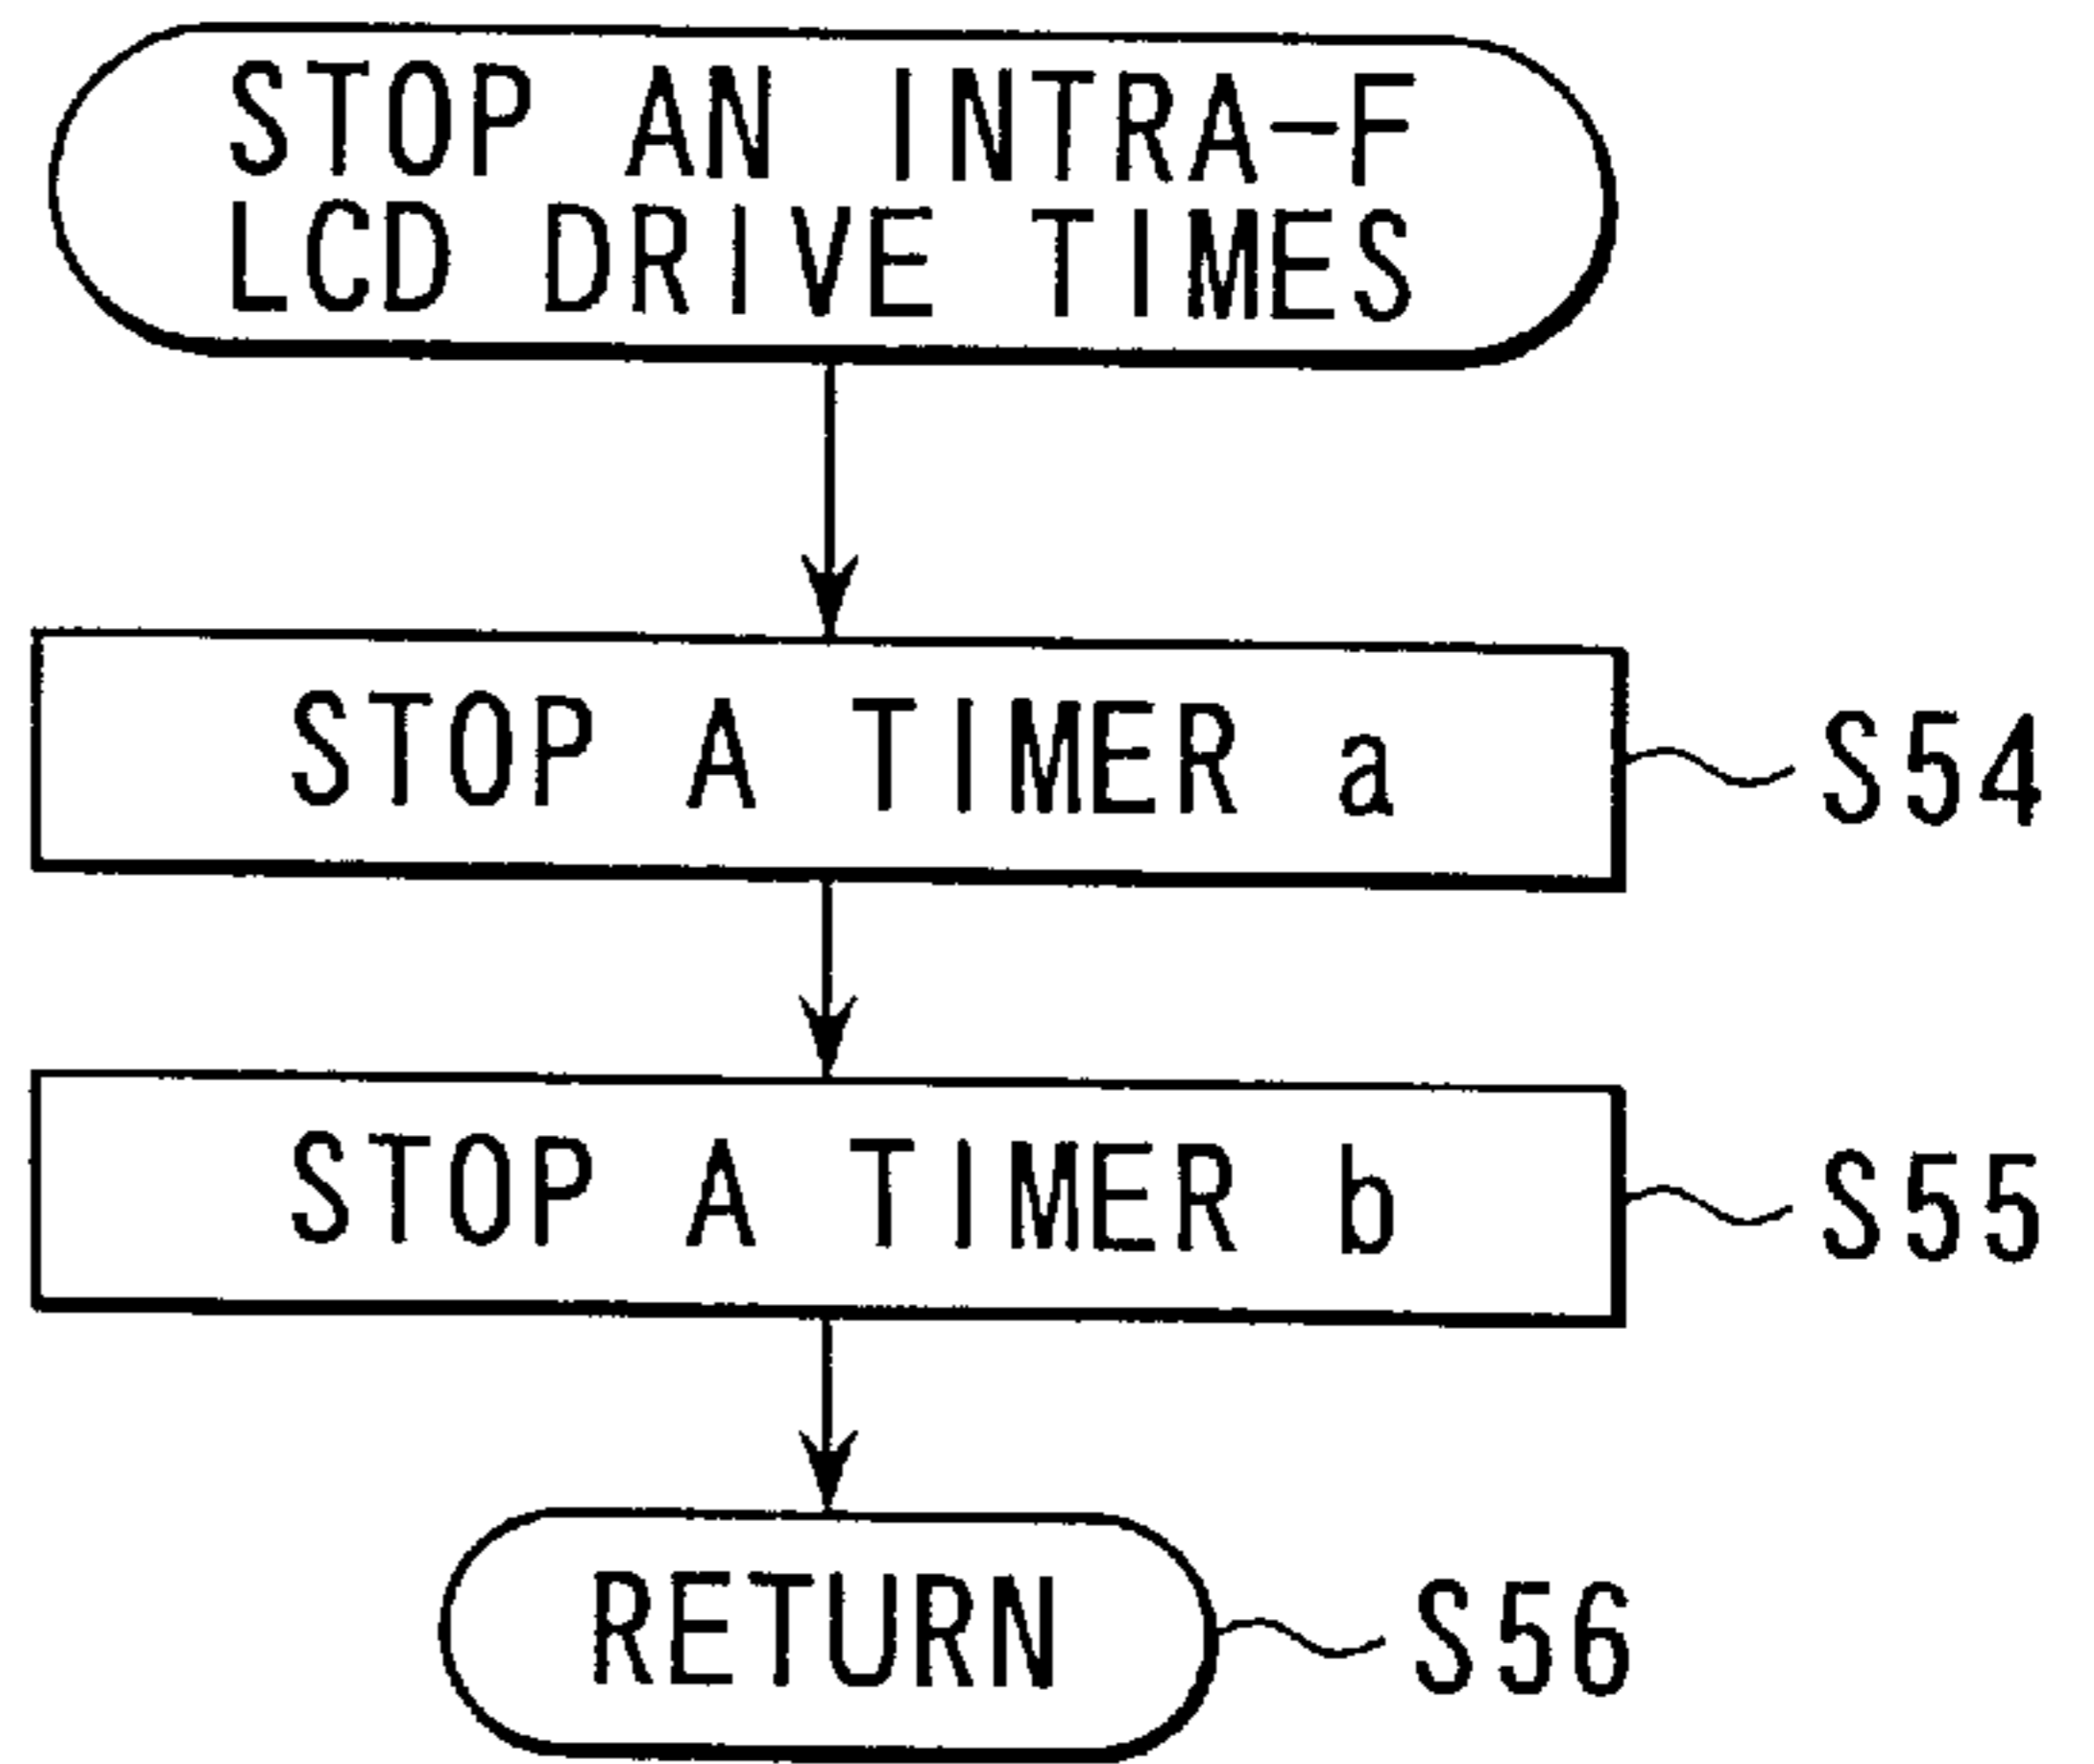 STOP AN INTRA-F
LCD DRIVE TIMES
STOP A TIMER a
S54
STOP A TIMER b
S55
RETURN
S56